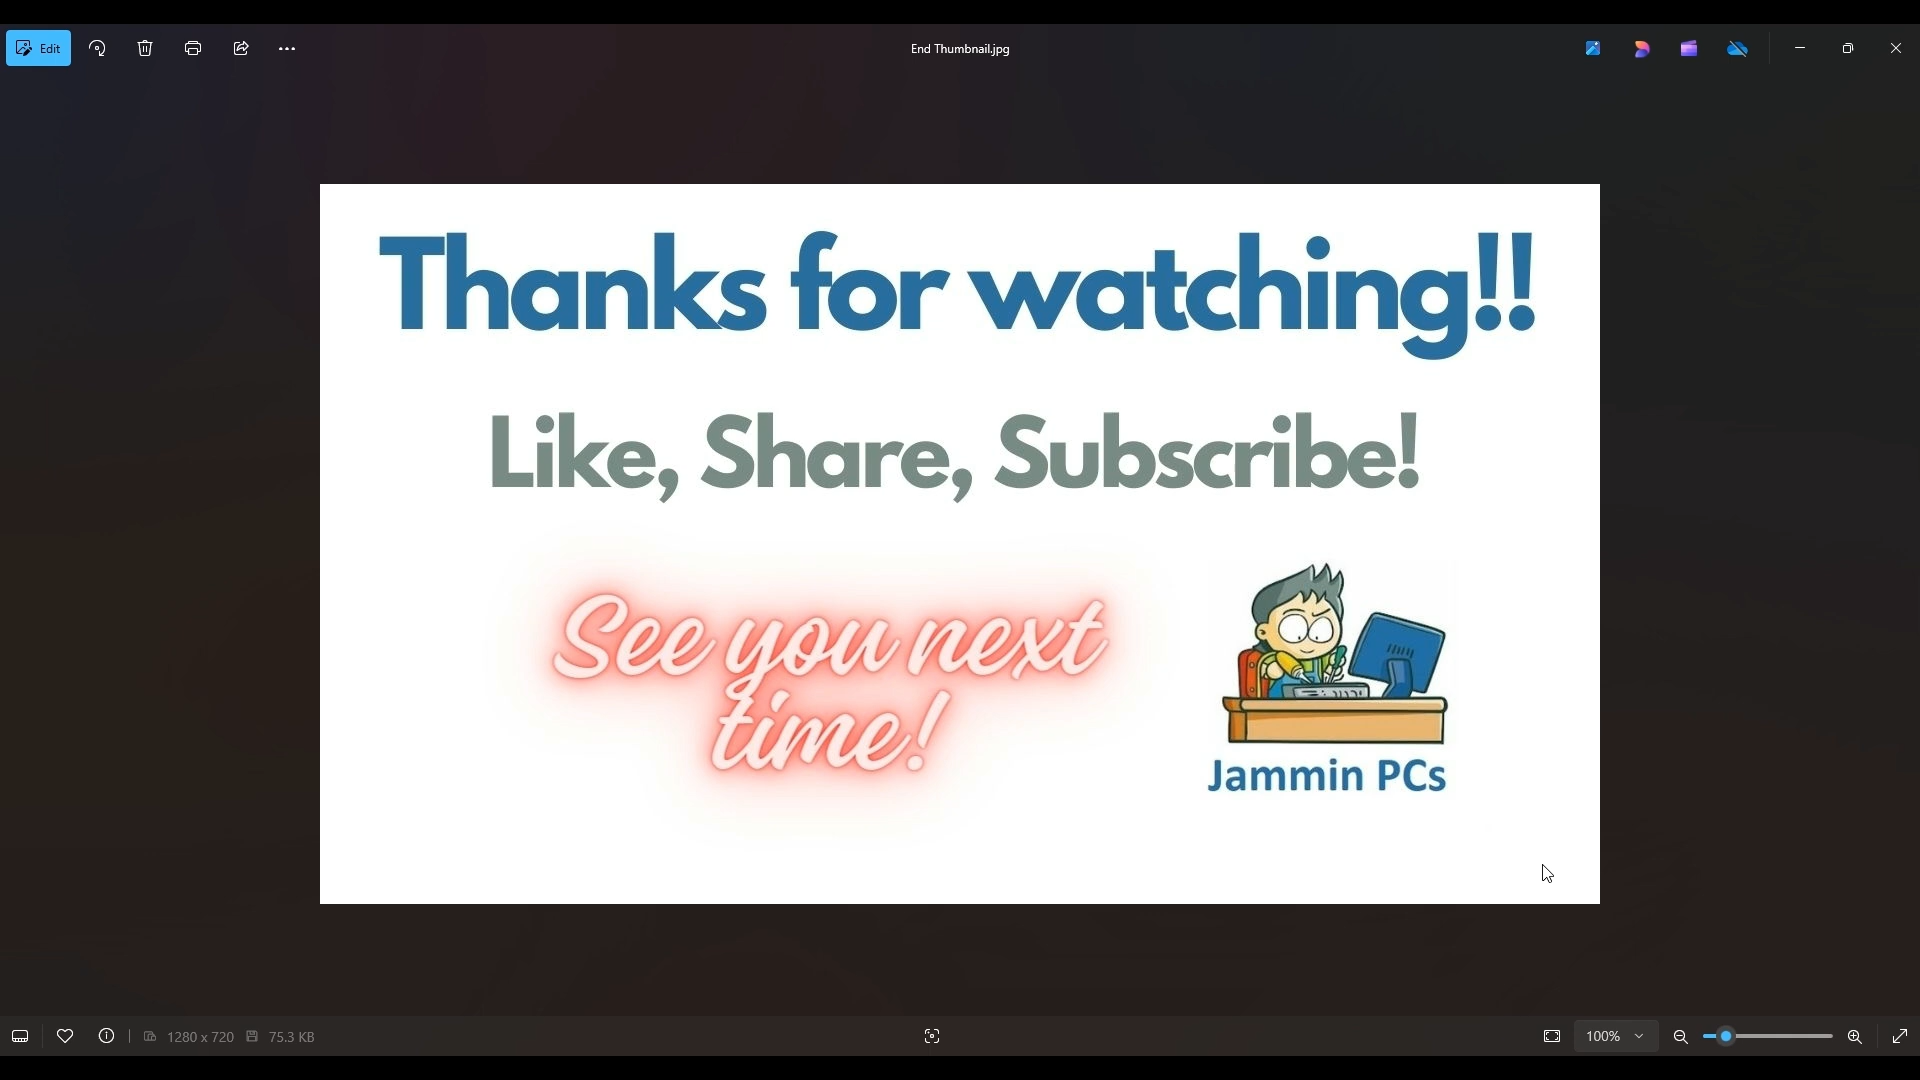 Edit
End Thumbnail.jpg
Thanks for watching!!
Like, Share, Subscribe!
See you next
time!
Jammin PCs
1280 x 720
75.3 KB
100%